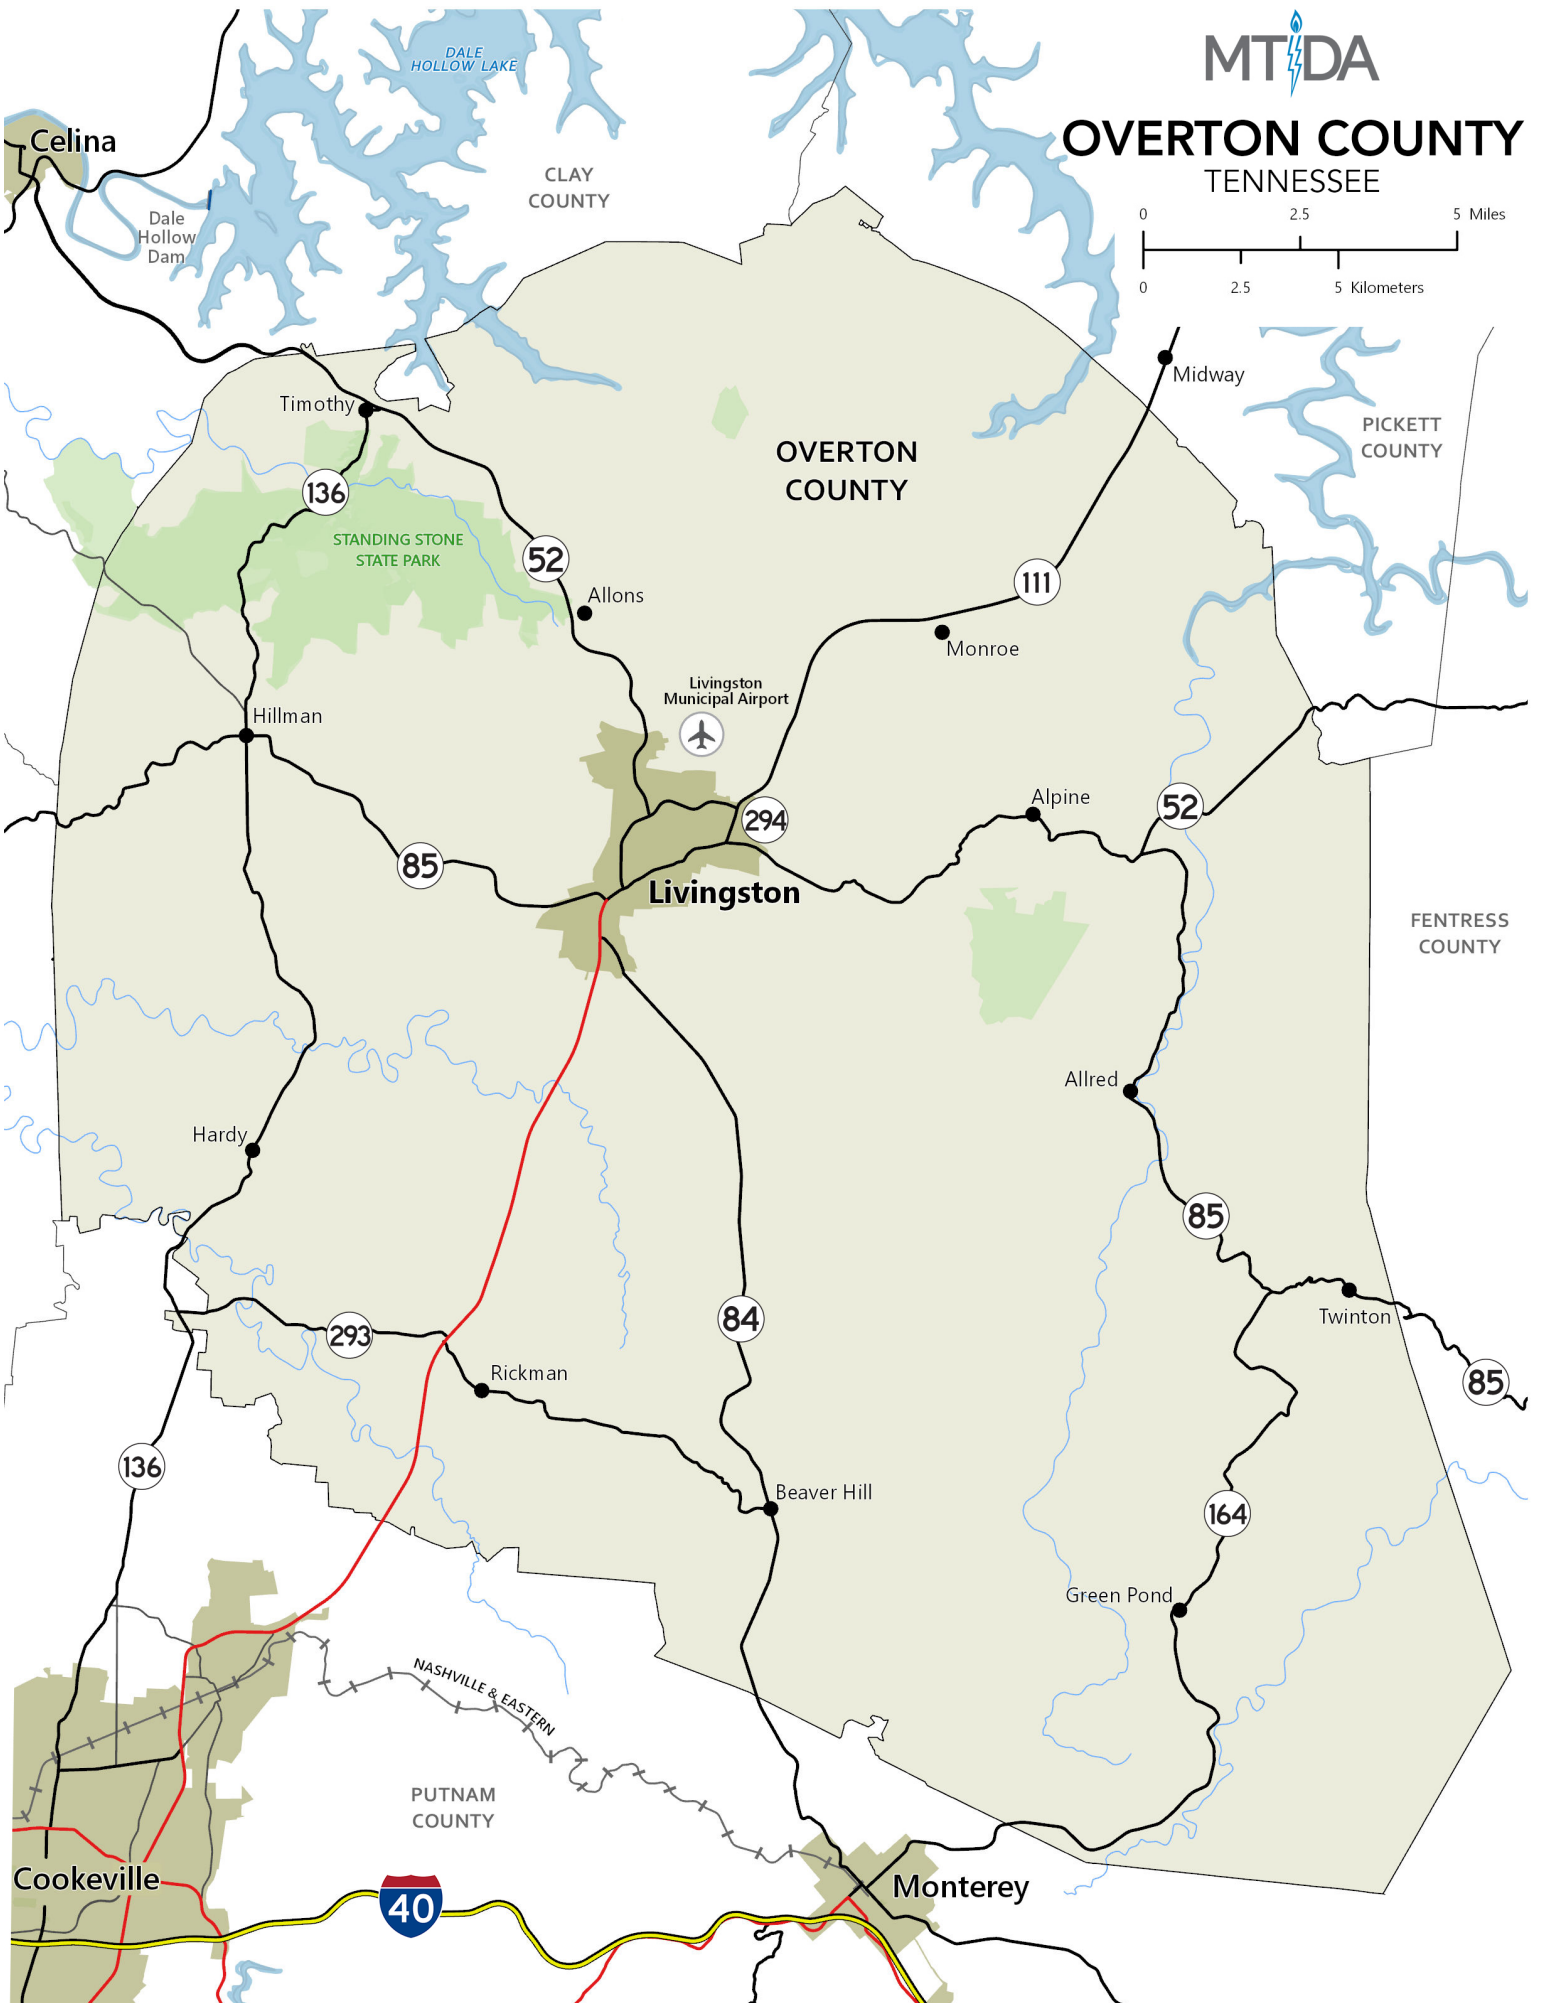 DALE
HOLLOW LAKE
MTIDA
OVERTON COUNTY
TENNESSEE
0 2.5 5 Miles
0 2.5 5 Kilometers
Celina
CLAY
COUNTY
Dale
Hollow
Dam
Midway
Timothy
PICKETT
COUNTY
OVERTON
COUNTY
136
STANDING STONE
STATE PARK
52
111
Allons
Monroe
Livingston
Municipal Airport
Hillman
Alpine
52
294
85
Livingston
FENTRESS
COUNTY
Allred
Hardy
85
Twinton
84
293
Rickman
85
136
Beaver Hill
164
Green Pond
NASHVILLE & EASTERN
PUTNAM
COUNTY
Cookeville
Monterey
40